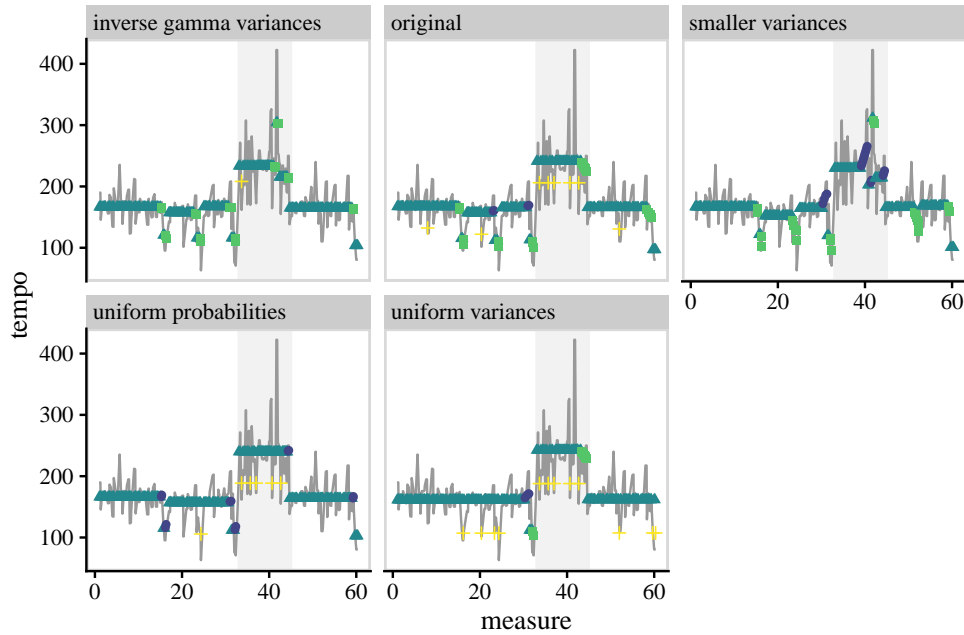 inverse gamma variances
original
smaller variances
400
300
200
100
0 20 40 60
uniform probabilities
uniform variances
400
300
200
100
0 20 40 60
0 20 40 60
tempo
measure